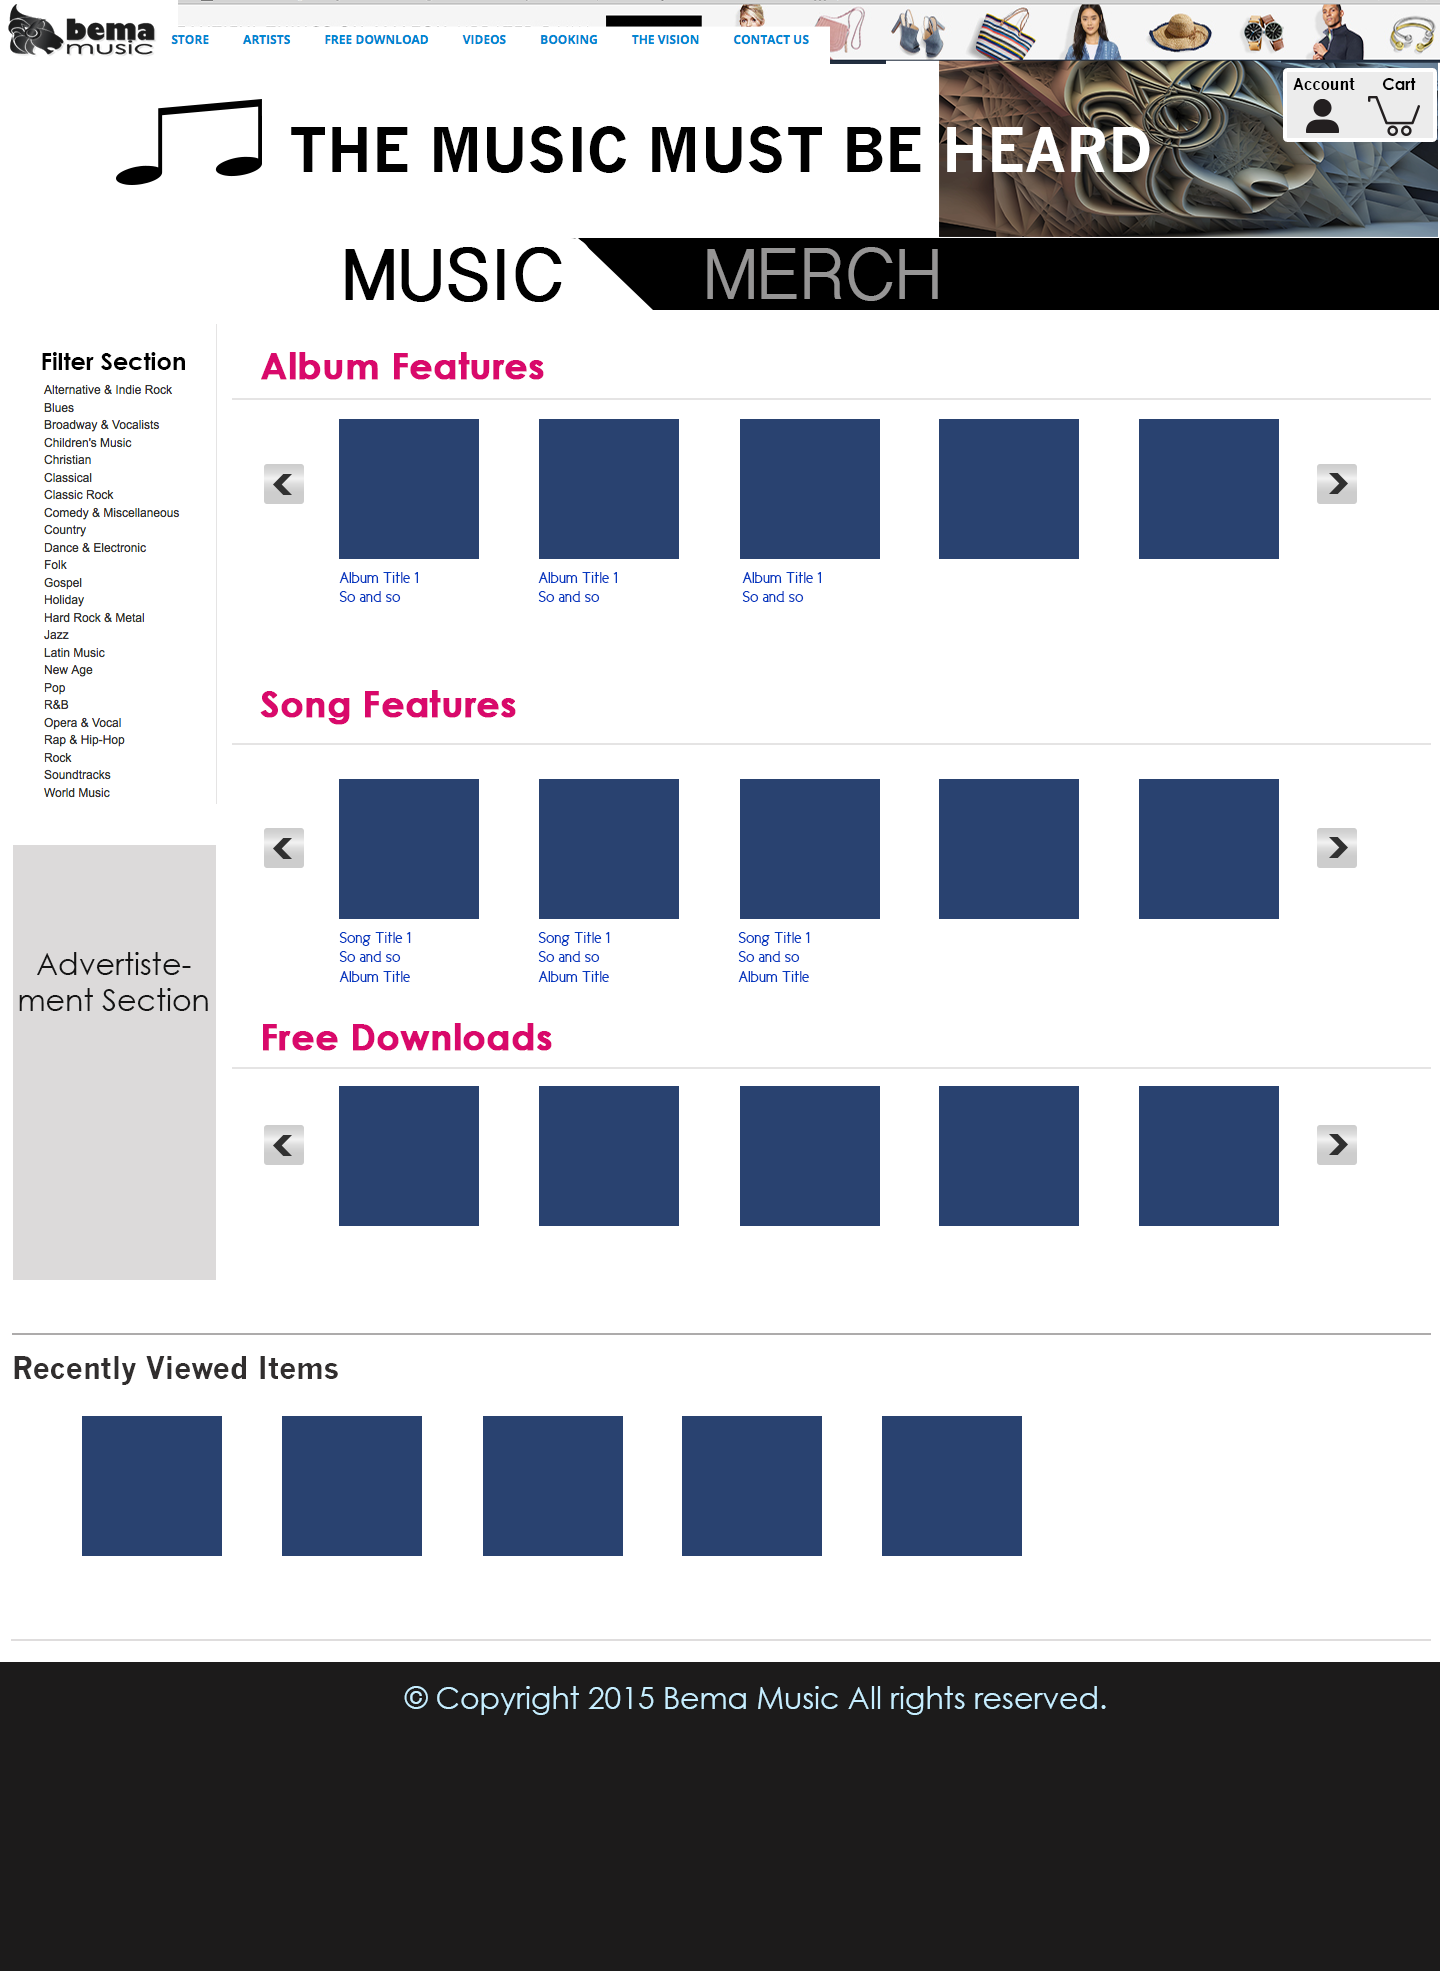 bema
music
STORE ARTISTS FREE DOWNLOAD VIDEOS BOOKING THE VISION CONTACT US
Account Cart
THE MUSIC MUST BE HEARD
MUSIC MERCH
Filter Section
Alternative & Indie Rock
Blues
Broadway & Vocalists
Children's Music
Christian
Classical
Classic Rock
Comedy & Miscellaneous
Country
Dance & Electronic
Folk
Gospel
Holiday
Hard Rock & Metal
Jazz
Latin Music
New Age
Pop
R&B
Opera & Vocal
Rap & Hip-Hop
Rock
Soundtracks
World Music
Advertiste-
ment Section
Album Features
Album Title 1 Album Title 1 Album Title 1
So and so So and so So and so
Song Features
Song Title 1 Song Title 1 Song Title 1
So and so So and so So and so
Album Title Album Title Album Title
Free Downloads
Recently Viewed Items
© Copyright 2015 Bema Music All rights reserved.